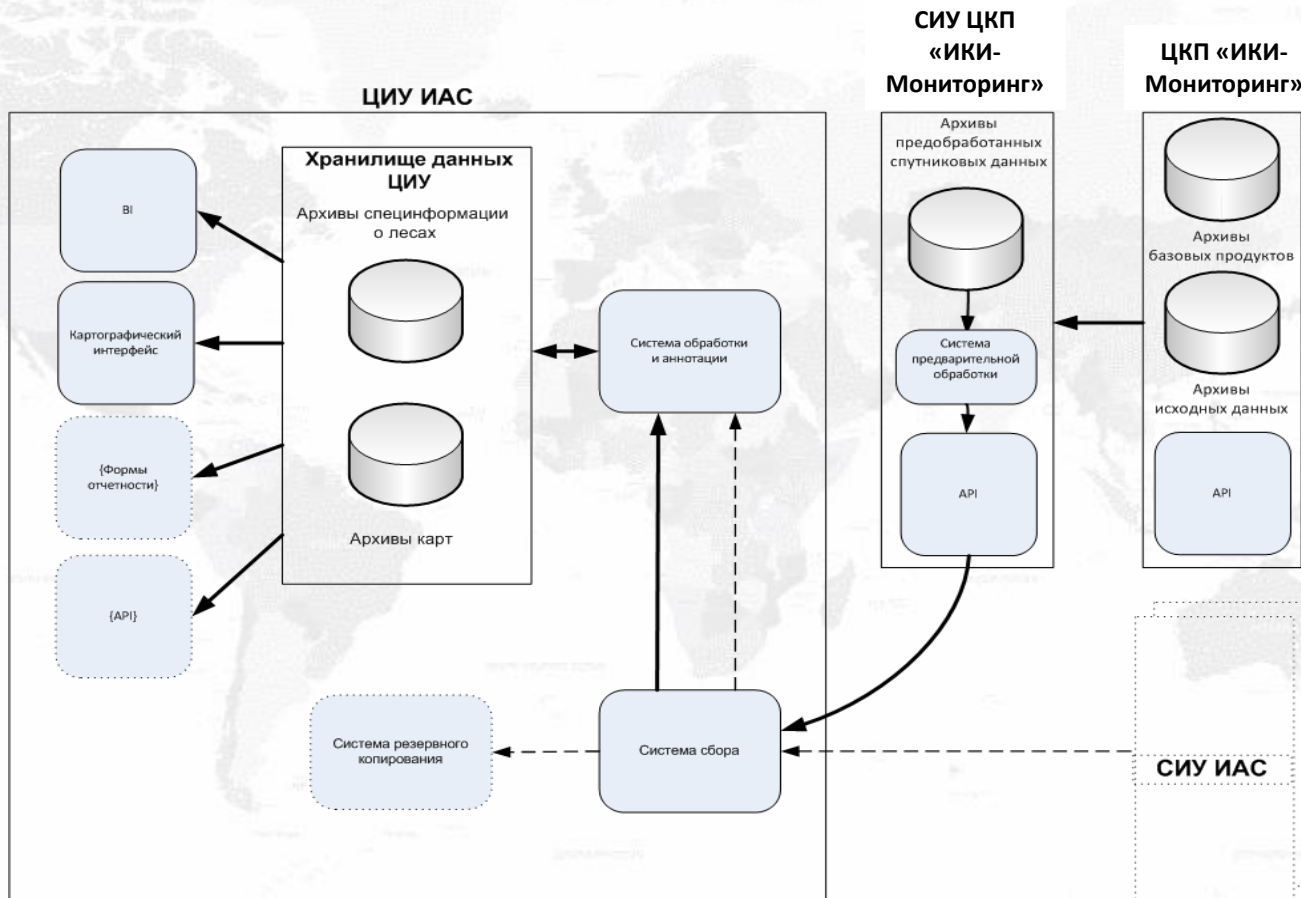 СИУ ЦКП
«ИКИ-
Мониторинг»
ЦКП «ИКИ-
Мониторинг»
ЦИУ ИАС
Хранилище данных
ЦИУ
Архивы специнформации
о лесах
Архивы карт
BI
Картографический
интерфейс
{Формы
отчетности}
{API}
Система обработки
и аннотации
Система резервного
копирования
Система сбора
Архивы
предобработанных
спутниковых данных
Система
предварительной
обработки
API
Архивы
базовых продуктов
Архивы
исходных данных
API
СИУ ИАС